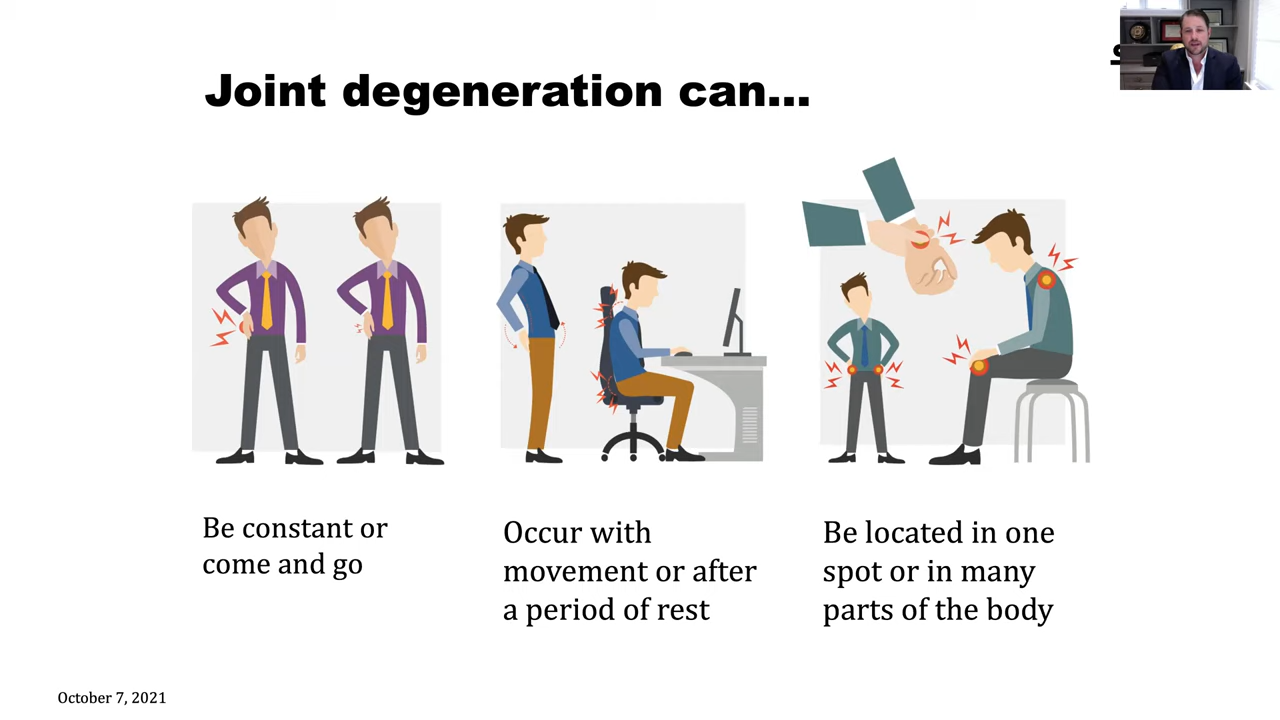 Joint degeneration can...
Be constant or
come and go
Occur with
movement or after
a period of rest
Be located in one
spot or in many
parts of the body
October 7, 2021